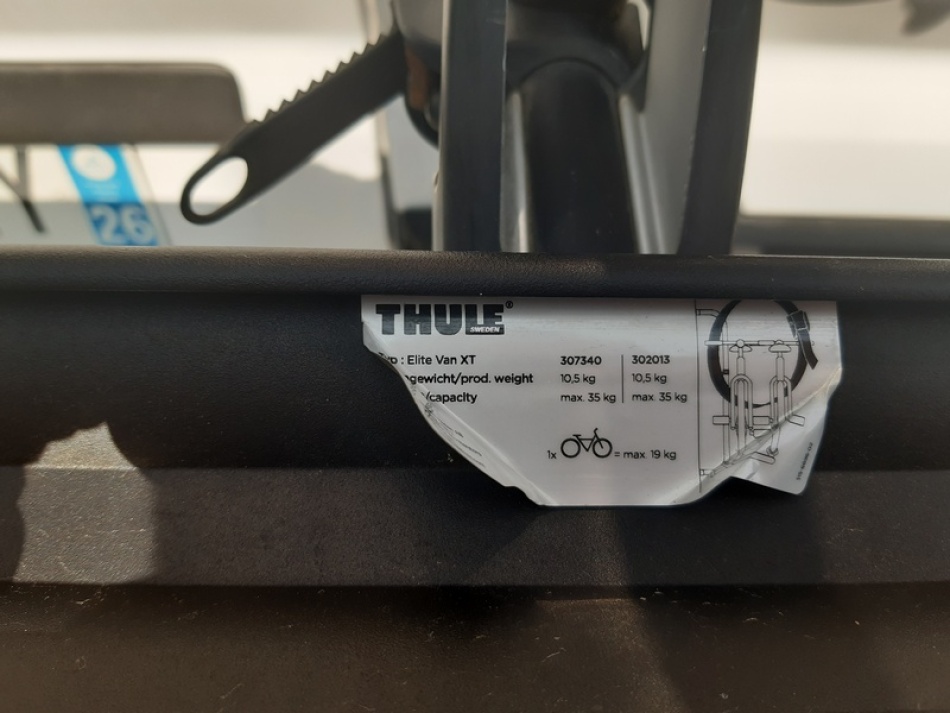 26
THULE®
SWEDEN
: Elite Van XT 307340 302013
gewicht/prod. weight 10,5 kg 10,5 kg
/capacity max. 35 kg max. 35 kg
1x = max. 19 kg